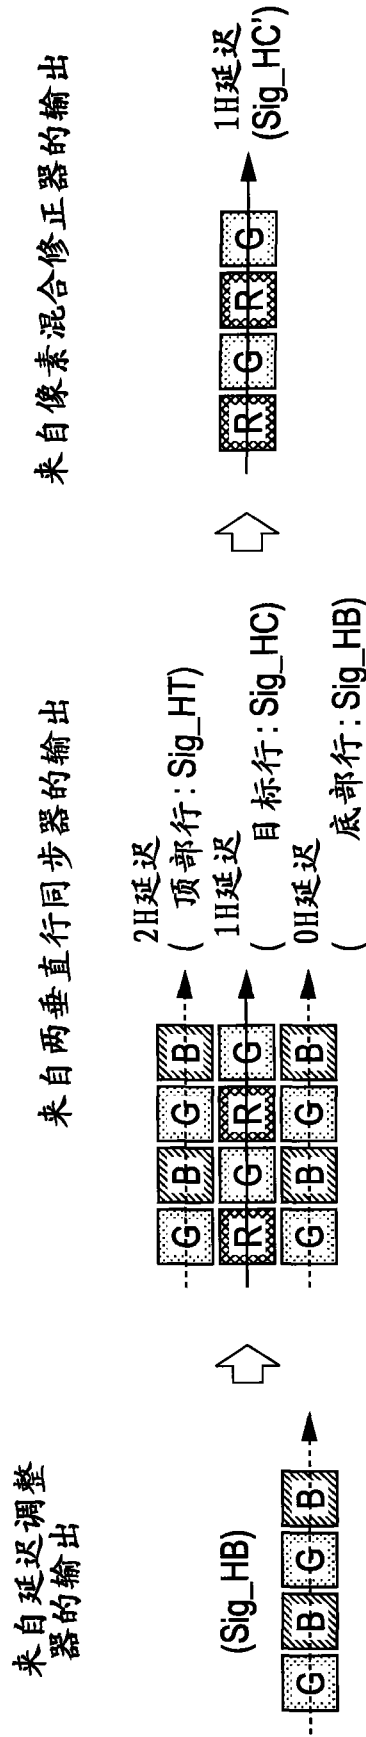 来自延迟调整
器的输出
(Sig_HB)
G B G B
来自两垂直行同步器的输出
G B G B
2H延迟
(顶部行:Sig_HT)
R G R G
1H延迟
(目标行:Sig_HC)
G B G B
0H延迟
(底部行:Sig_HB)
来自像素混合修正器的输出
R G R G
1H延迟
(Sig_HC')